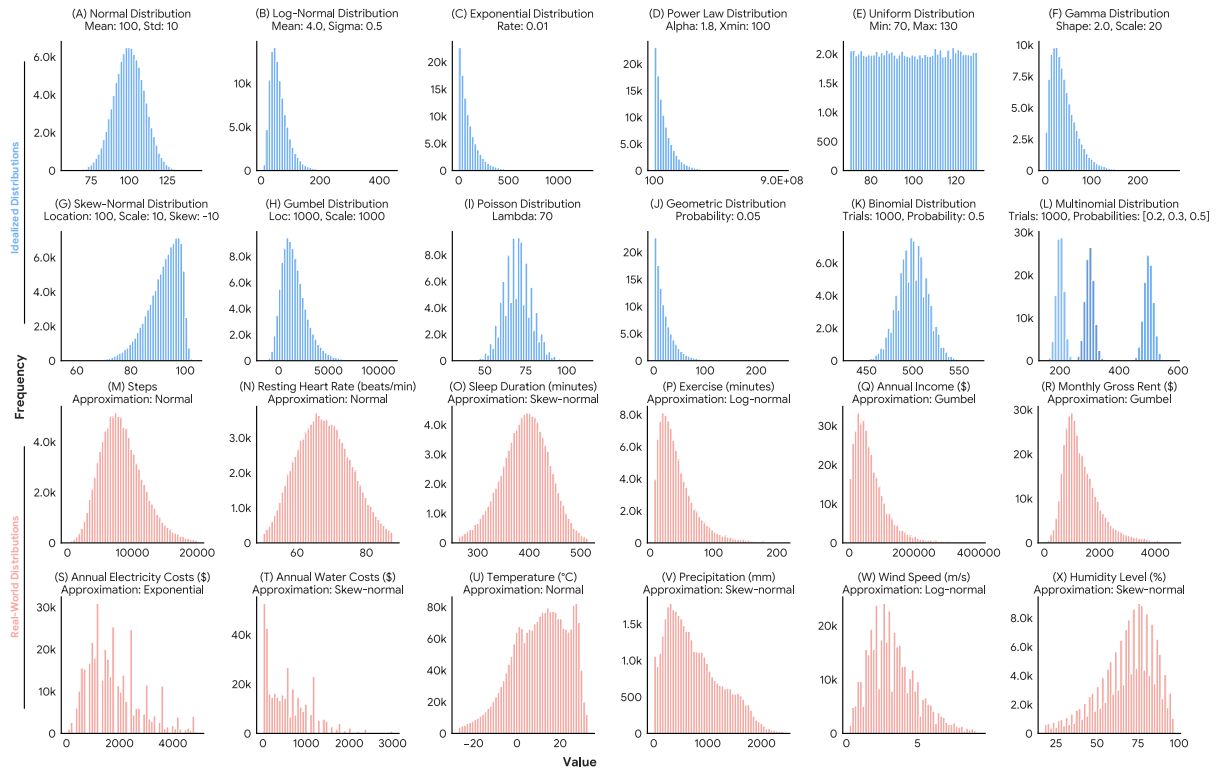 (A) Normal Distribution
Mean: 100, Std: 10
6.0k
4.0k
2.0k
0
75
100
125
(B) Log-Normal Distribution
Mean: 4.0, Sigma: 0.5
10k
5.0k
0
0
200
400
(C) Exponential Distribution
Rate: 0.01
20k
15k
10k
5.0k
0
0
500
1000
(D) Power Law Distribution
Alpha: 1.8, Xmin: 100
20k
15k
10k
5.0k
0
100
9.0E+08
(E) Uniform Distribution
Min: 70, Max: 130
2.0k
1.5k
1.0k
500
0
80
100
120
(F) Gamma Distribution
Shape: 2.0, Scale: 20
10k
7.5k
5.0k
2.5k
0
0
100
200
Idealized Distributions
(G) Skew-Normal Distribution
Location: 100, Scale: 10, Skew: -10
6.0k
4.0k
2.0k
0
60
80
100
(H) Gumbel Distribution
Loc: 1000, Scale: 1000
8.0k
6.0k
4.0k
2.0k
0
0
5000
10000
(I) Poisson Distribution
Lambda: 70
8.0k
6.0k
4.0k
2.0k
0
50
75
100
(J) Geometric Distribution
Probability: 0.05
20k
15k
10k
5.0k
0
0
100
200
(K) Binomial Distribution
Trials: 1000, Probability: 0.5
6.0k
4.0k
2.0k
0
450
500
550
(L) Multinomial Distribution
Trials: 1000, Probabilities: [0.2, 0.3, 0.5]
30k
20k
10k
0
200
400
600
Frequency
(M) Steps
Approximation: Normal
4.0k
2.0k
0
0
10000
20000
(N) Resting Heart Rate (beats/min)
Approximation: Normal
3.0k
2.0k
1.0k
0
60
80
(O) Sleep Duration (minutes)
Approximation: Skew-normal
4.0k
3.0k
2.0k
1.0k
0
300
400
500
(P) Exercise (minutes)
Approximation: Log-normal
8.0k
6.0k
4.0k
2.0k
0
0
100
200
(Q) Annual Income ($)
Approximation: Gumbel
30k
20k
10k
0
0
200000
400000
(R) Monthly Gross Rent ($)
Approximation: Gumbel
30k
20k
10k
0
0
2000
4000
Real-World Distributions
(S) Annual Electricity Costs ($)
Approximation: Exponential
30k
20k
10k
0
0
2000
4000
(T) Annual Water Costs ($)
Approximation: Skew-normal
40k
20k
0
0
1000
2000
3000
(U) Temperature (°C)
Approximation: Normal
80k
60k
40k
20k
0
−20
0
20
(V) Precipitation (mm)
Approximation: Skew-normal
1.5k
1.0k
500
0
0
1000
2000
(W) Wind Speed (m/s)
Approximation: Log-normal
20k
10k
0
0
5
(X) Humidity Level (%)
Approximation: Skew-normal
8.0k
6.0k
4.0k
2.0k
0
25
50
75
100
Value